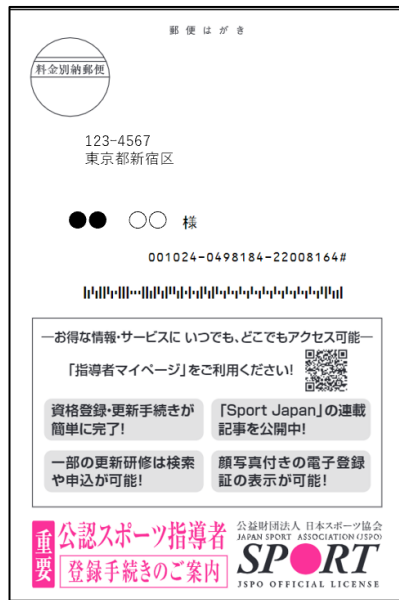 郵便はがき
料金別納郵便
123-4567
東京都新宿区
●● ○○ 様
001024-0498184-22008164#
―お得な情報・サービスに いつでも、どこでもアクセス可能―
「指導者マイページ」をご利用ください!
資格登録・更新手続きが
簡単に完了!
「Sport Japan」の連載
記事を公開中!
一部の更新研修は検索
や申込が可能!
顔写真付きの電子登録
証の表示が可能!
重要
公認スポーツ指導者
登録手続きのご案内
公益財団法人 日本スポーツ協会
JAPAN SPORT ASSOCIATION (JSPO)
SPORT
JSPO OFFICIAL LICENSE